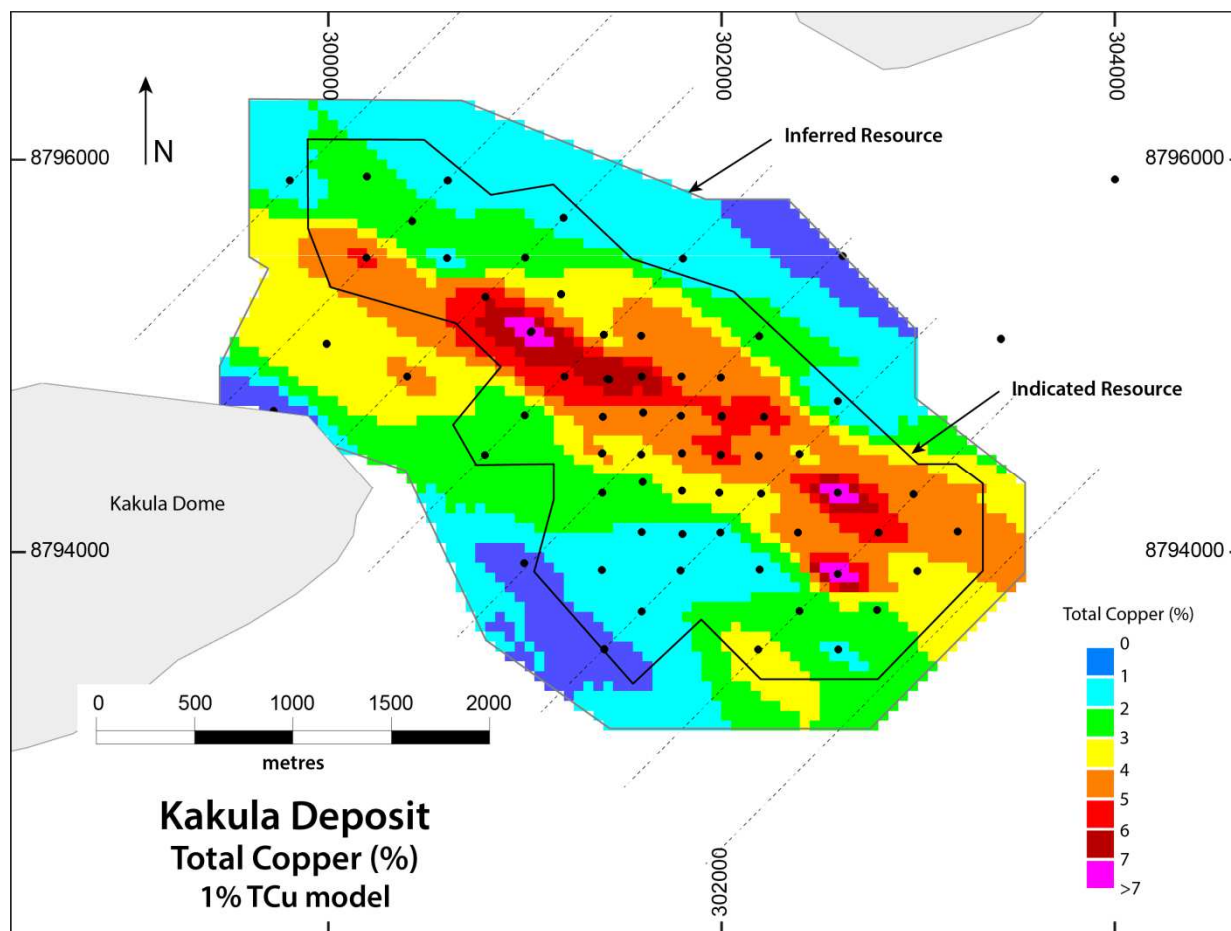 300000
302000
304000
N
8796000
8796000
Inferred Resource
Indicated Resource
Kakula Dome
8794000
8794000
Total Copper (%)
0
1
2
3
4
5
6
7
>7
0 500 1000 1500 2000
metres
Kakula Deposit
Total Copper (%)
1% TCu model
302000